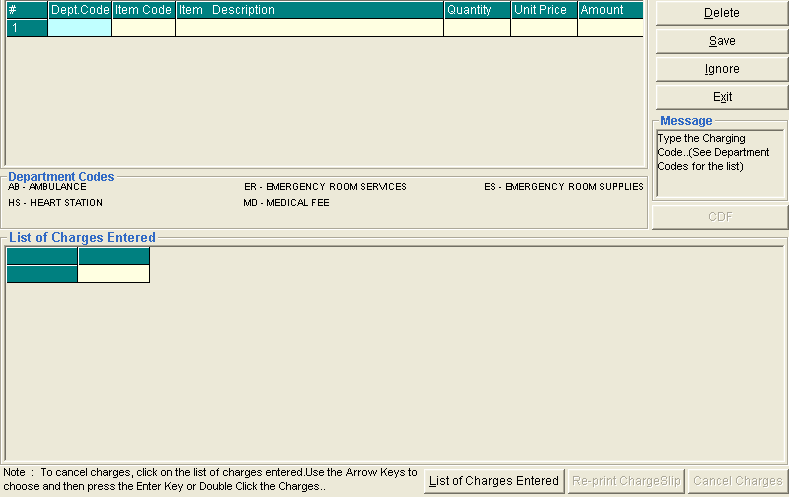 # Dept.Code Item Code Item Description Quantity Unit Price Amount
1
Delete
Save
Ignore
Exit
Message
Type the Charging
Code..(See Department
Codes for the list)
CDF
Department Codes
AB - AMBULANCE ER - EMERGENCY ROOM SERVICES ES - EMERGENCY ROOM SUPPLIES
HS - HEART STATION MD - MEDICAL FEE
List of Charges Entered
Note : To cancel charges, click on the list of charges entered.Use the Arrow Keys to
choose and then press the Enter Key or Double Click the Charges..
List of Charges Entered Re-print ChargeSlip Cancel Charges